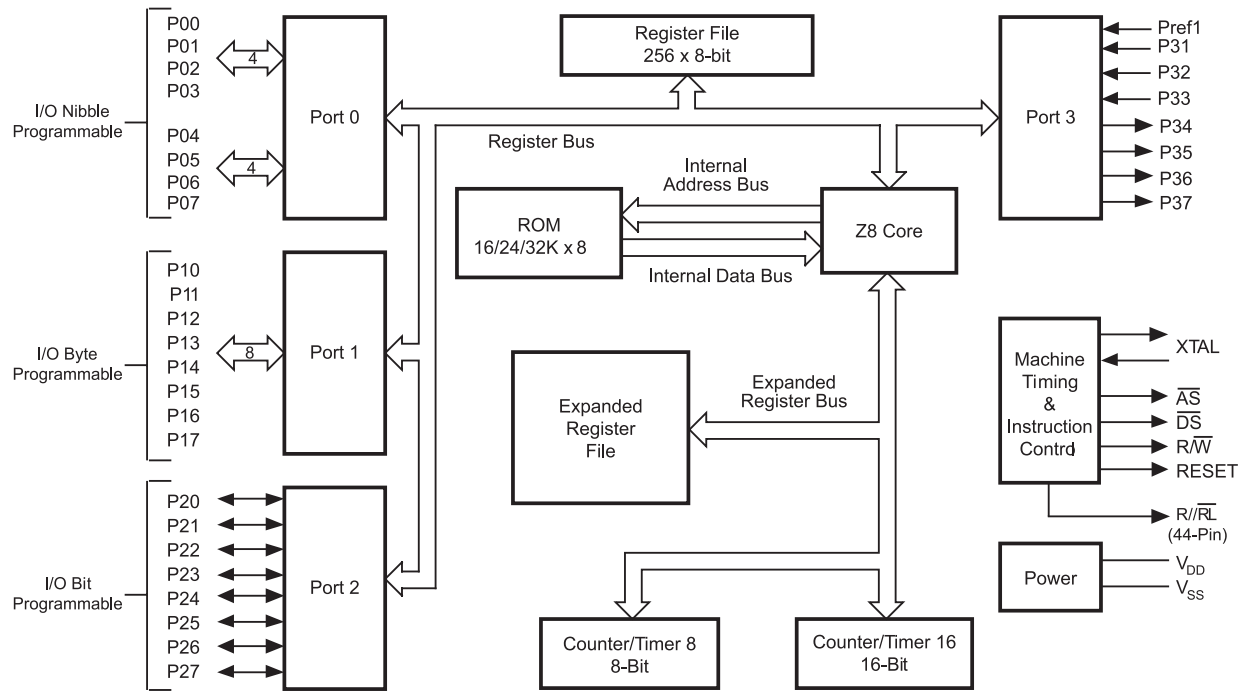 I/O Nibble
Programmable
P00
P01
P02
P03
P04
P05
P06
P07
4
4
Port 0
Register File
256 x 8-bit
Register Bus
Port 3
Pref1
P31
P32
P33
P34
P35
P36
P37
Internal
Address Bus
ROM
16/24/32K x 8
Internal Data Bus
Z8 Core
I/O Byte
Programmable
P10
P11
P12
P13
P14
P15
P16
P17
8
Port 1
Expanded
Register
File
Expanded
Register Bus
Machine
Timing
&
Instruction
Control
XTAL
A̅S̅
D̅S̅
R/W̅
RESET
R//R̅L̅
(44-Pin)
I/O Bit
Programmable
P20
P21
P22
P23
P24
P25
P26
P27
Port 2
Counter/Timer 8
8-Bit
Counter/Timer 16
16-Bit
Power
VDD
VSS